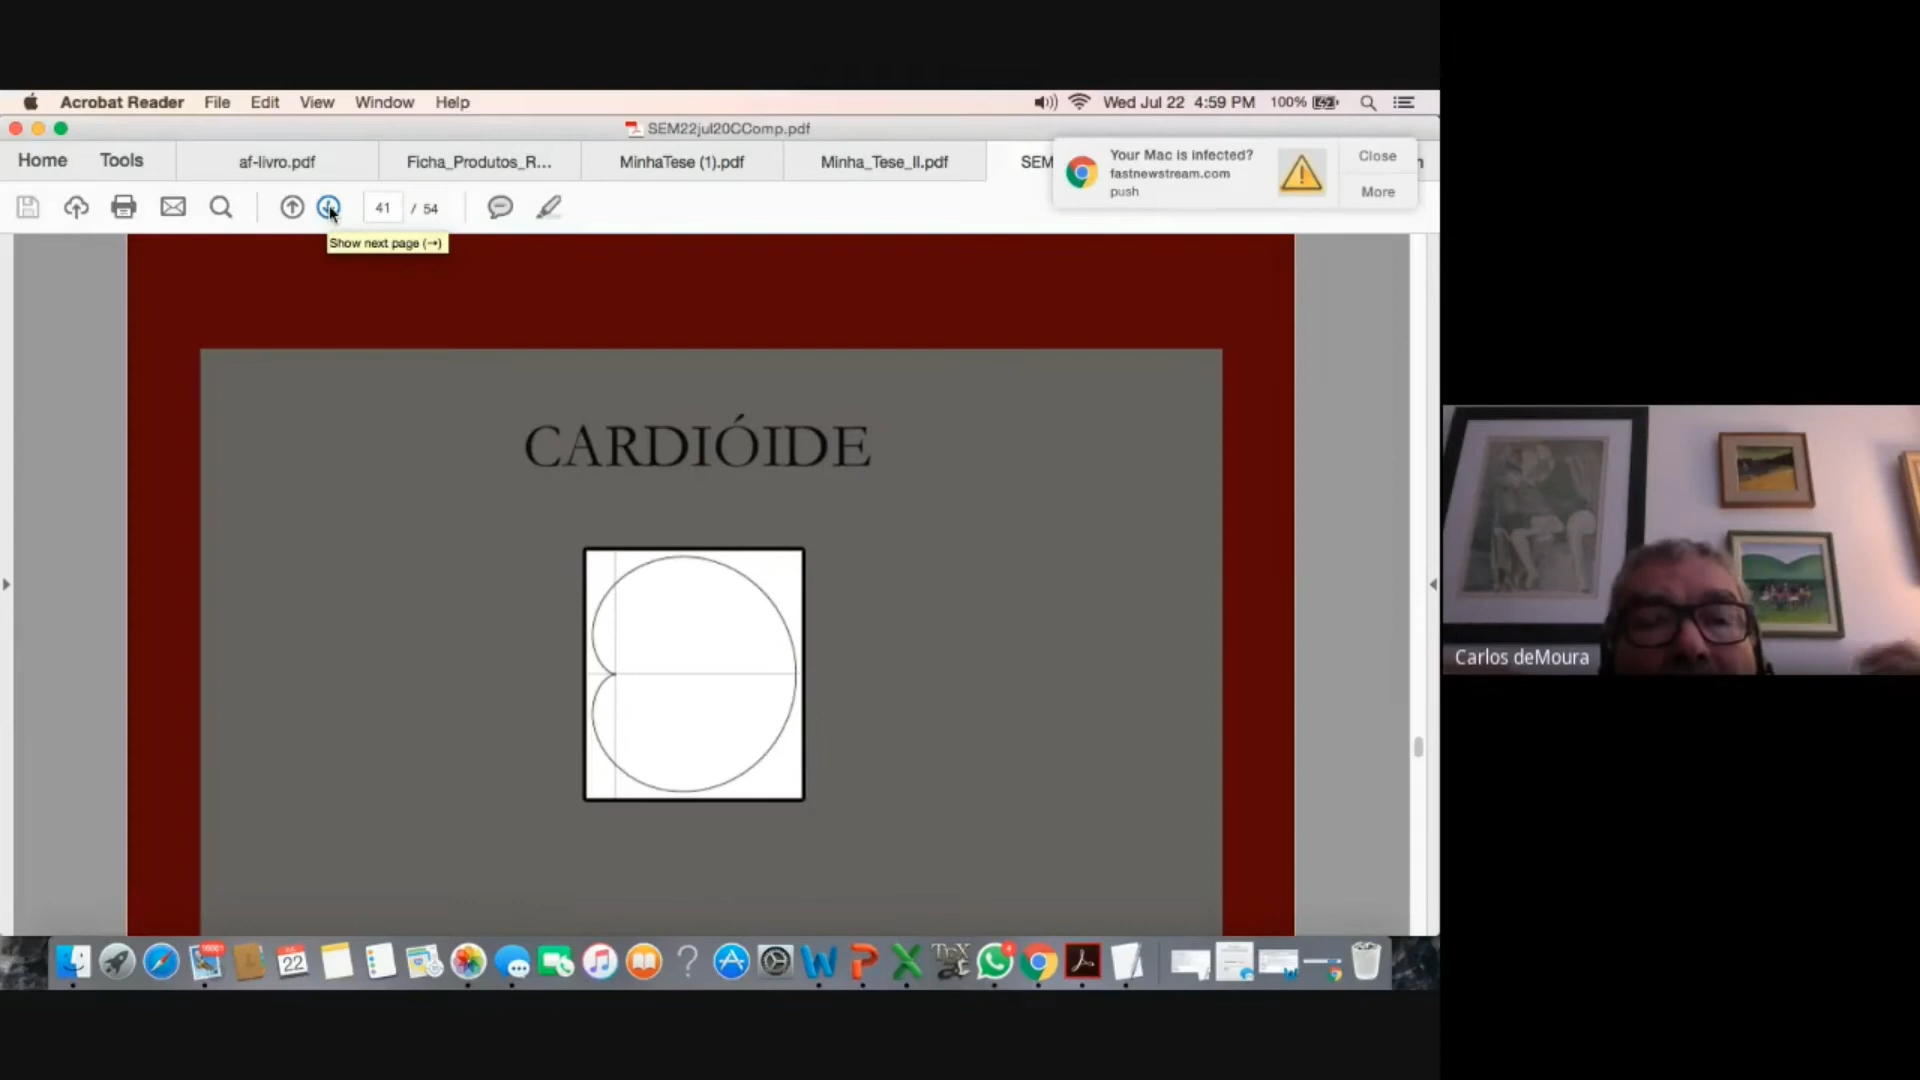 Acrobat Reader File Edit View Window Help
Wed Jul 22 4:59 PM 100%
SEM22jul20CComp.pdf
Home Tools af-livro.pdf Ficha_Produtos_R... MinhaTese (1).pdf Minha_Tese_II.pdf SEM
Your Mac is infected?
fastnewstream.com
push
Close
More
41 / 54
Show next page (→)
CARDIÓIDE
Carlos deMoura
22